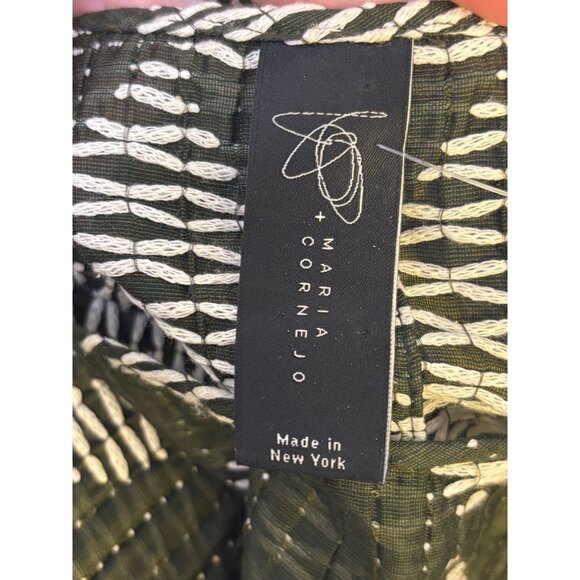 + MARIA
CORNEJO
Made in
New York